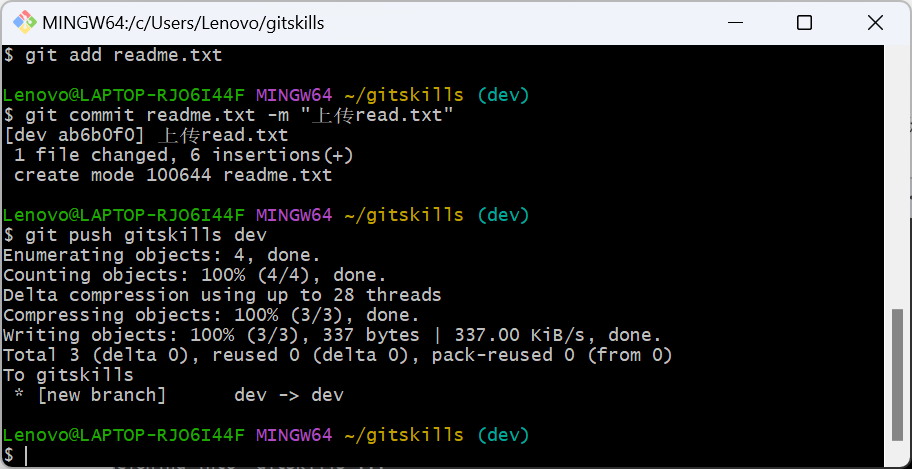 MINGW64:/c/Users/Lenovo/gitskills
$ git add readme.txt
Lenovo@LAPTOP-RJO6I44F MINGW64 ~/gitskills (dev)
$ git commit readme.txt -m "上传read.txt"
[dev ab6b0f0] 上传read.txt
 1 file changed, 6 insertions(+)
 create mode 100644 readme.txt
Lenovo@LAPTOP-RJO6I44F MINGW64 ~/gitskills (dev)
$ git push gitskills dev
Enumerating objects: 4, done.
Counting objects: 100% (4/4), done.
Delta compression using up to 28 threads
Compressing objects: 100% (3/3), done.
Writing objects: 100% (3/3), 337 bytes | 337.00 KiB/s, done.
Total 3 (delta 0), reused 0 (delta 0), pack-reused 0 (from 0)
To gitskills
 * [new branch]      dev -> dev
Lenovo@LAPTOP-RJO6I44F MINGW64 ~/gitskills (dev)
$